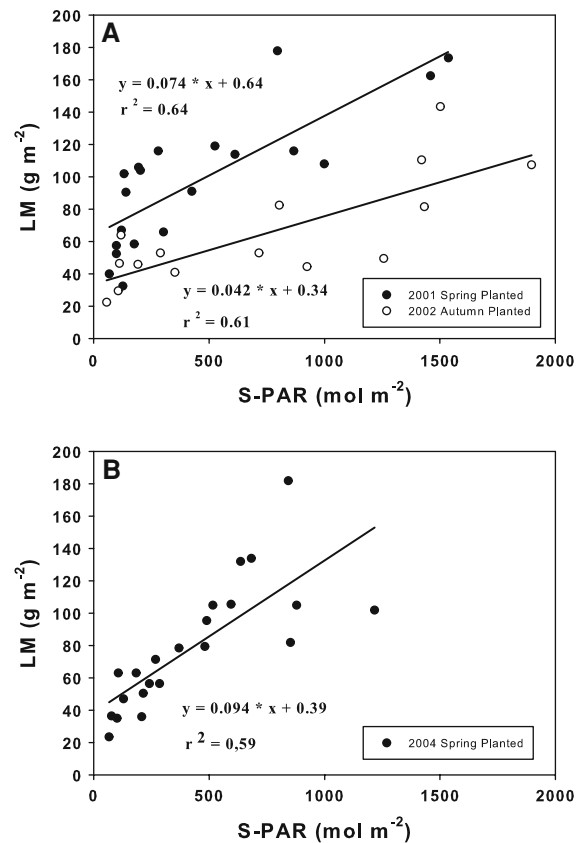 A
200
180
160
140
120
100
80
60
40
20
0
LM (g m-2)
y = 0.074 * x + 0.64
r 2 = 0.64
y = 0.042 * x + 0.34
r 2 = 0.61
2001 Spring Planted
2002 Autumn Planted
0 500 1000 1500 2000
S-PAR (mol m-2)
B
200
180
160
140
120
100
80
60
40
20
0
LM (g m-2)
y = 0.094 * x + 0.39
r 2 = 0,59
2004 Spring Planted
0 500 1000 1500 2000
S-PAR (mol m-2)